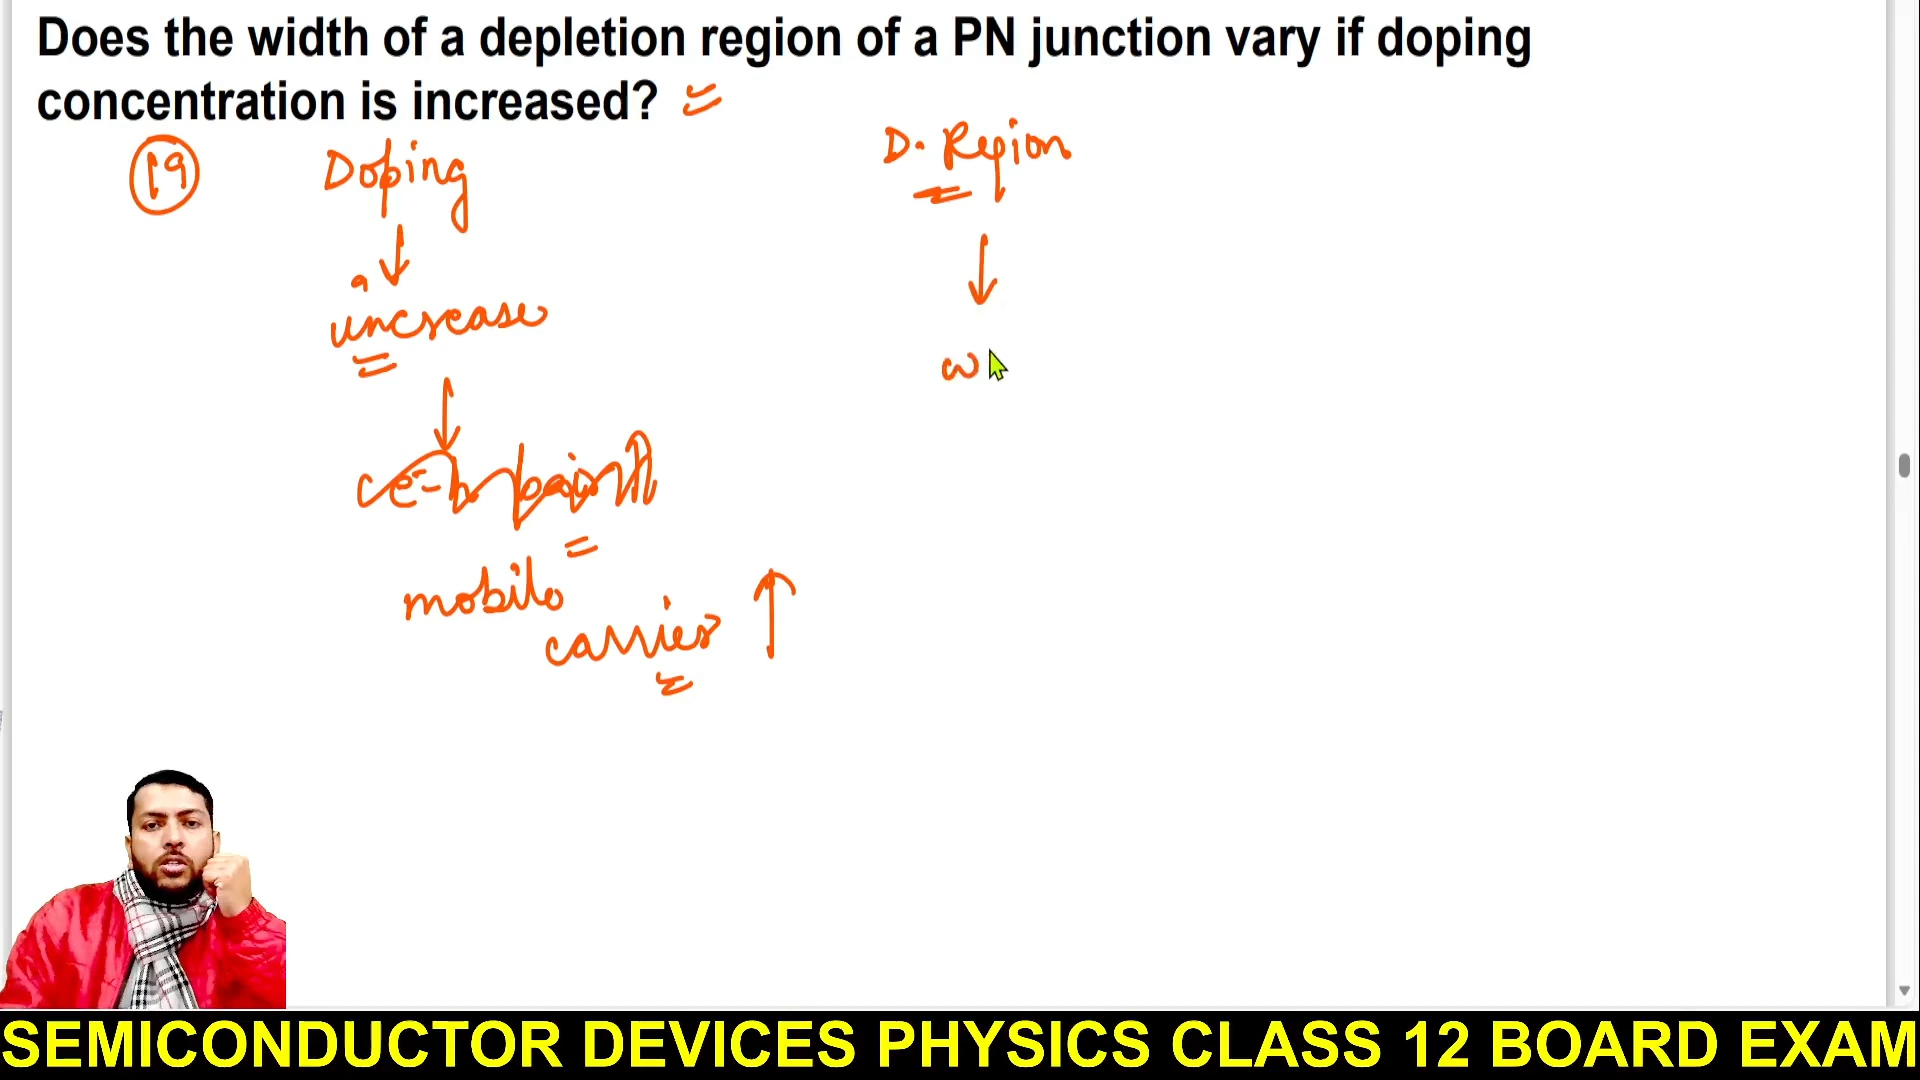 Does the width of a depletion region of a PN junction vary if doping
concentration is increased?
19
Doping
increase
mobile
carrier ↑
D. Region
w
SEMICONDUCTOR DEVICES PHYSICS CLASS 12 BOARD EXAM